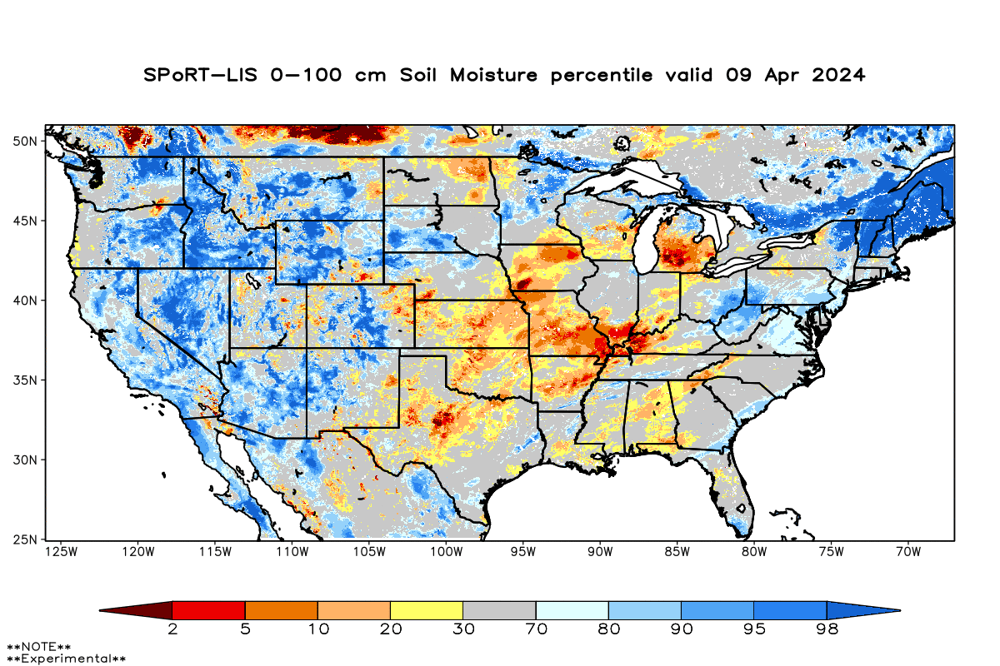 SPoRT-LIS 0-100 cm Soil Moisture percentile valid 09 Apr 2024
50N
45N
40N
35N
30N
25N
125W 120W 115W 110W 105W 100W 95W 90W 85W 80W 75W 70W
2 5 10 20 30 70 80 90 95 98
**NOTE**
**Experimental**